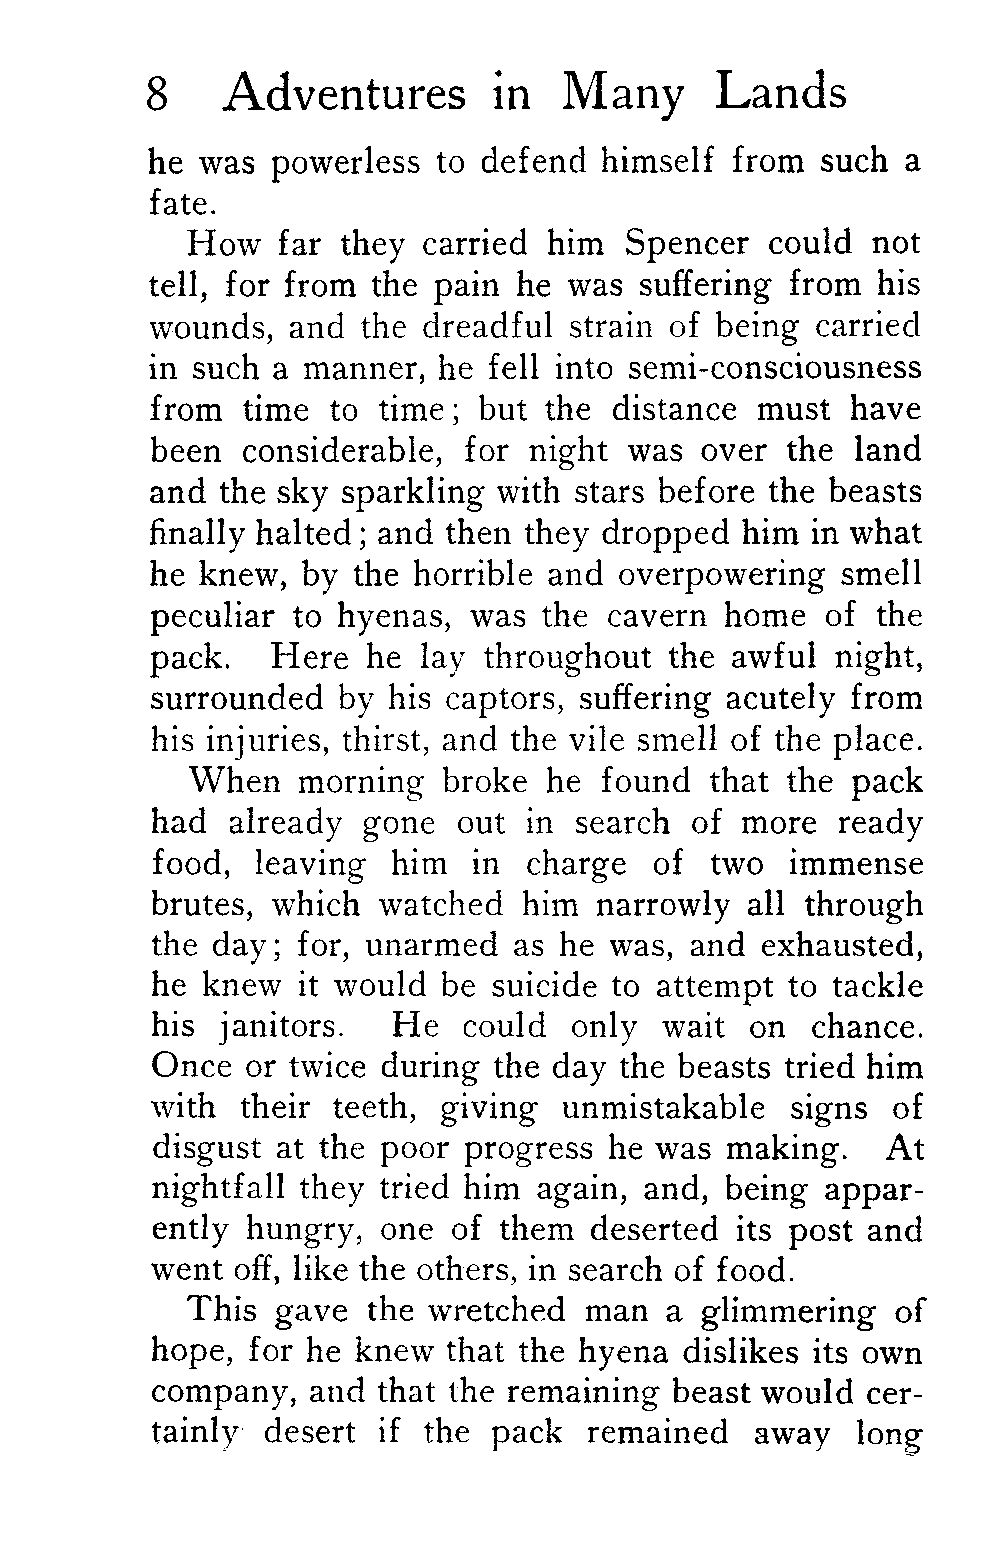 8 Adventures in Many Lands
he was powerless to defend himself from such a
fate.
How far they carried him Spencer could not
tell, for from the pain he was suffering from his
wounds, and the dreadful strain of being carried
in such a manner, he fell into semi-consciousness
from time to time; but the distance must have
been considerable, for night was over the land
and the sky sparkling with stars before the beasts
finally halted; and then they dropped him in what
he knew, by the horrible and overpowering smell
peculiar to hyenas, was the cavern home of the
pack. Here he lay throughout the awful night,
surrounded by his captors, suffering acutely from
his injuries, thirst, and the vile smell of the place.
When morning broke he found that the pack
had already gone out in search of more ready
food, leaving him in charge of two immense
brutes, which watched him narrowly all through
the day; for, unarmed as he was, and exhausted,
he knew it would be suicide to attempt to tackle
his janitors. He could only wait on chance.
Once or twice during the day the beasts tried him
with their teeth, giving unmistakable signs of
disgust at the poor progress he was making. At
nightfall they tried him again, and, being appar-
ently hungry, one of them deserted its post and
went off, like the others, in search of food.
This gave the wretched man a glimmering of
hope, for he knew that the hyena dislikes its own
company, and that the remaining beast would cer-
tainly desert if the pack remained away long